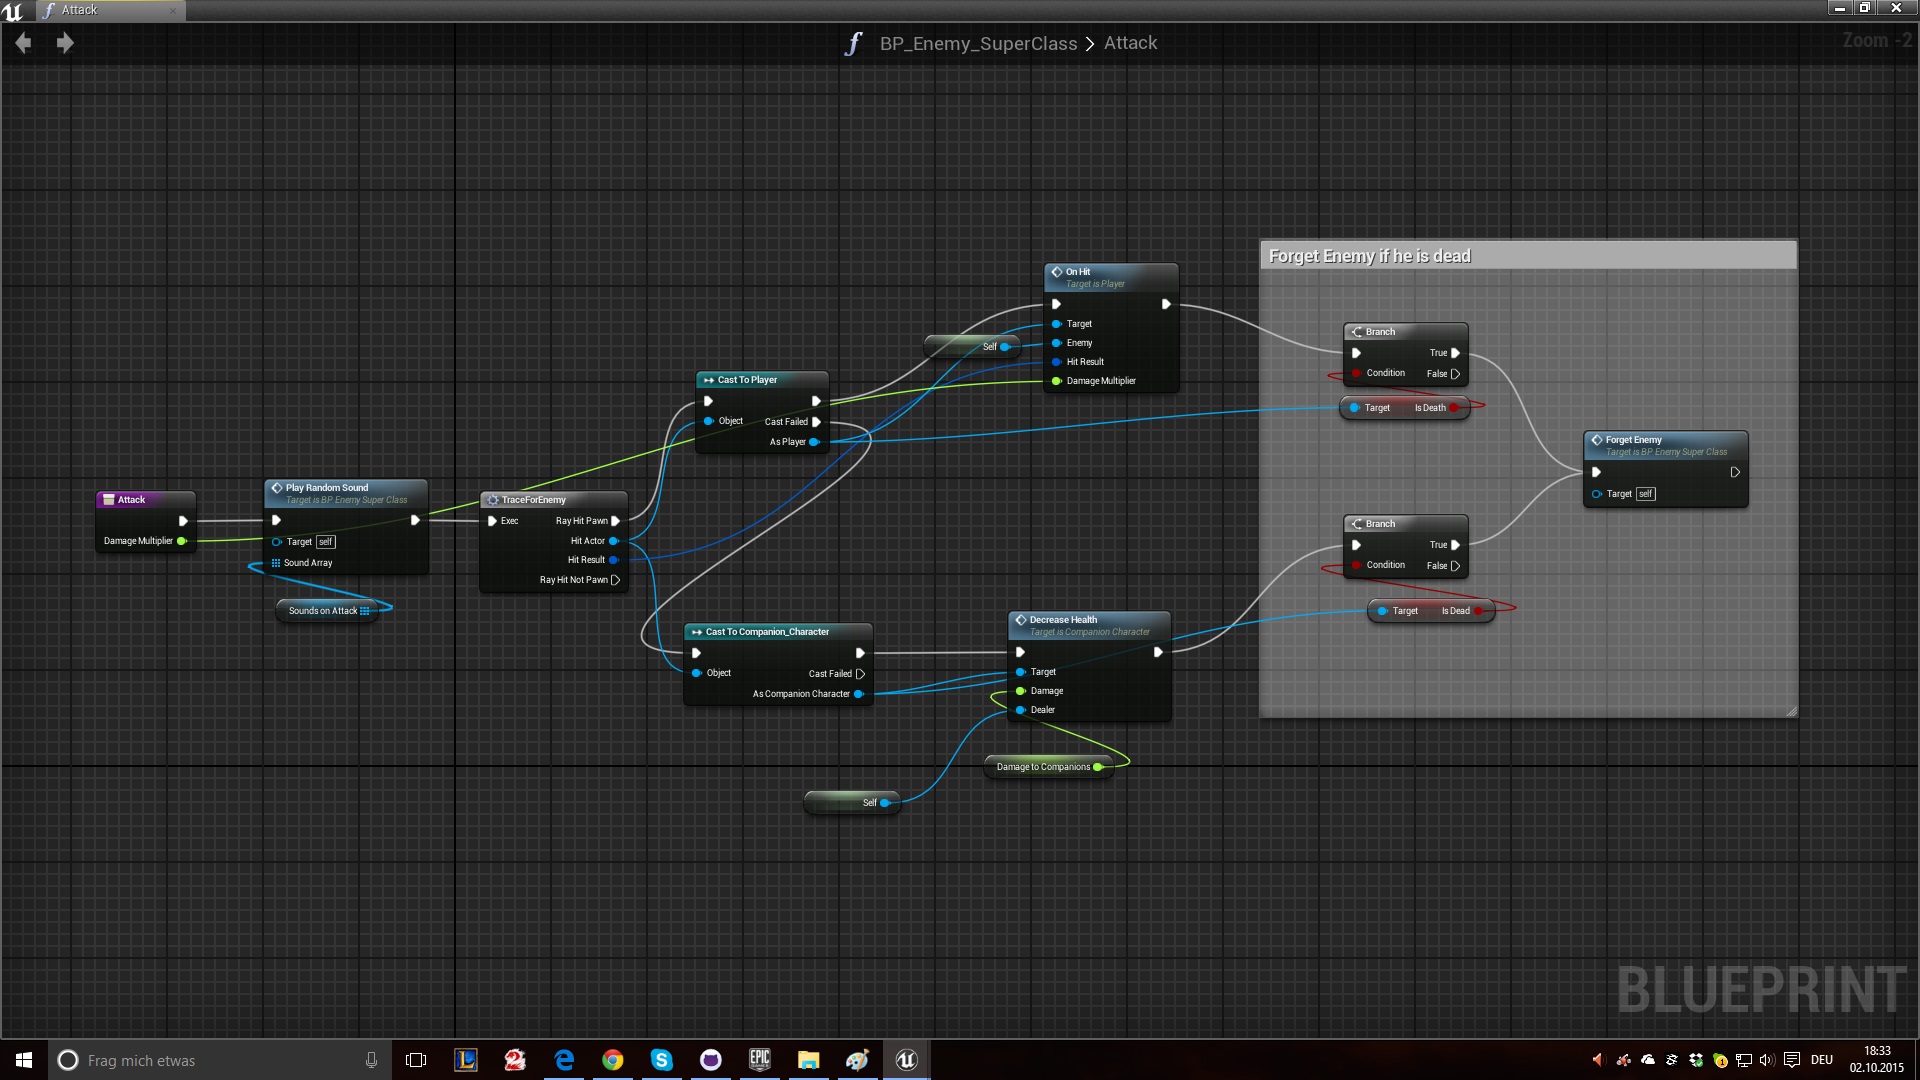 Attack
BP_Enemy_SuperClass > Attack
Zoom -2
Forget Enemy if he is dead
On Hit
Target is Player
Target
Enemy
Hit Result
Damage Multiplier
Self
Branch
True
Condition
False
Target
Is Death
Cast To Player
Object
Cast Failed
As Player
Forget Enemy
Target is BP Enemy Super Class
Target self
Attack
Damage Multiplier
Play Random Sound
Target is BP Enemy Super Class
Target self
Sound Array
Sounds on Attack
TraceForEnemy
Exec
Ray Hit Pawn
Hit Actor
Hit Result
Ray Hit Not Pawn
Branch
True
Condition
False
Target
Is Dead
Cast To Companion_Character
Object
Cast Failed
As Companion Character
Decrease Health
Target is Companion Character
Target
Damage
Dealer
Damage to Companions
Self
BLUEPRINT
Frag mich etwas
EPIC
DEU
18:33
02.10.2015